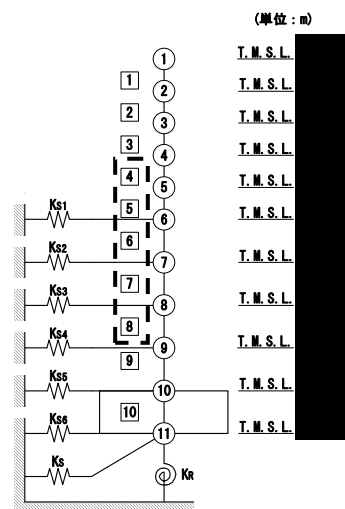 (単位：m)
① T.M.S.L.
1
② T.M.S.L.
2
③ T.M.S.L.
3
④ T.M.S.L.
4
⑤ T.M.S.L.
5
Ks1 ⑥ T.M.S.L.
6
Ks2 ⑦ T.M.S.L.
7
Ks3 ⑧ T.M.S.L.
8
Ks4 ⑨ T.M.S.L.
9
Ks5 ⑩ T.M.S.L.
10
Ks6 ⑪ T.M.S.L.
Ks KR